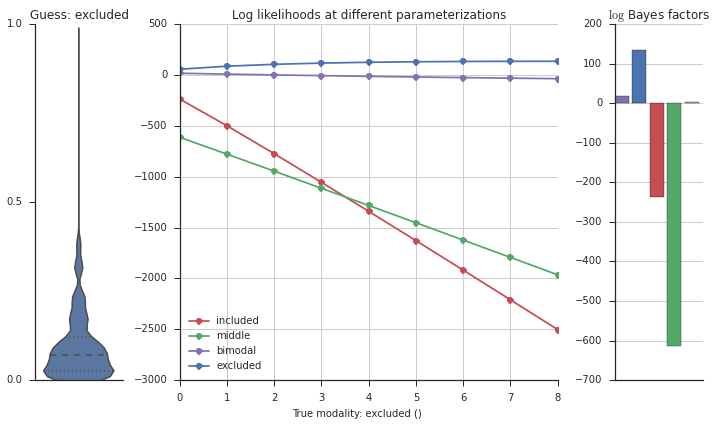 Guess: excluded
1.0
0.5
0.0
Log likelihoods at different parameterizations
500
0
−500
−1000
−1500
−2000
−2500
−3000
included
middle
bimodal
excluded
0 1 2 3 4 5 6 7 8
True modality: excluded ()
log Bayes factors
200
100
0
−100
−200
−300
−400
−500
−600
−700